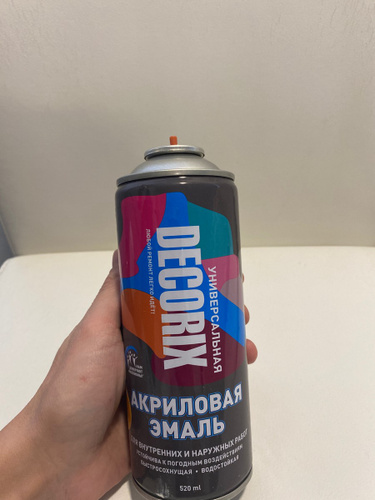 DECORIX
УНИВЕРСАЛЬНАЯ
ЛЮБОЙ РЕМОНТ ЛЕГКО ИДЁТ!
АКРИЛОВАЯ
ЭМАЛЬ
ДЛЯ ВНУТРЕННИХ И НАРУЖНЫХ РАБОТ
УСТОЙЧИВА К ПОГОДНЫМ ВОЗДЕЙСТВИЯМ
БЫСТРОСОХНУЩАЯ • ВОДОСТОЙКАЯ
520 ml